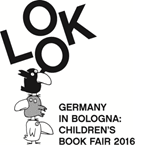 LOOK
GERMANY
IN BOLOGNA:
CHILDREN'S
BOOK FAIR 2016